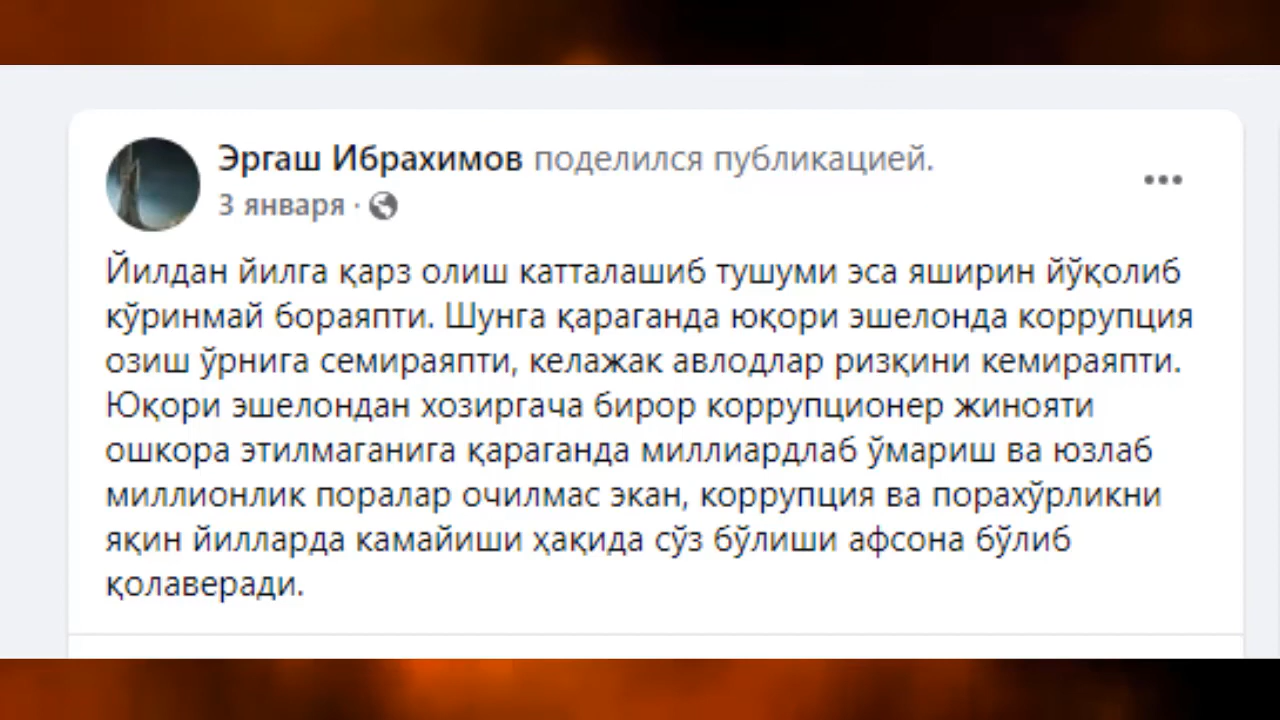 Эргаш Ибрахимов поделился публикацией.
3 января ·
Йилдан йилга қарз олиш катталашиб тушуми эса яширин йўқолиб
кўринмай бораяпти. Шунга қараганда юқори эшелонда коррупция
озиш ўрнига семираяпти, келажак авлодлар ризқини кемираяпти.
Юқори эшелондан хозиргача бирор коррупционер жинояти
ошкора этилмаганига қараганда миллиардлаб ўмариш ва юзлаб
миллионлик поралар очилмас экан, коррупция ва порахўрликни
яқин йилларда камайиши ҳақида сўз бўлиши афсона бўлиб
қолаверади.